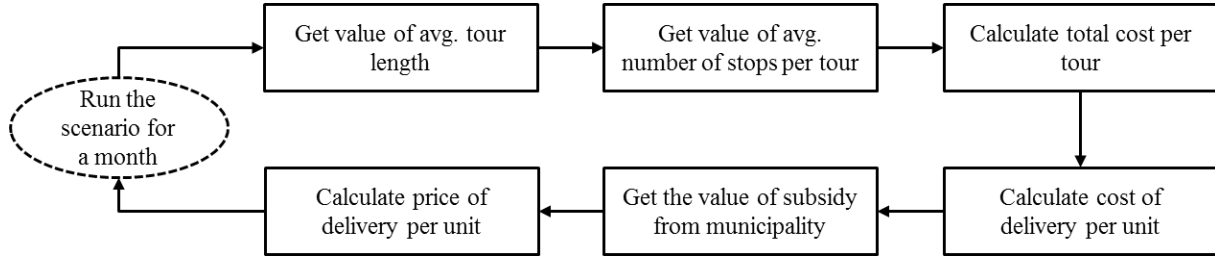 Get value of avg. tour
length
Get value of avg.
number of stops per tour
Calculate total cost per
tour
Run the
scenario for
a month
Calculate price of
delivery per unit
Get the value of subsidy
from municipality
Calculate cost of
delivery per unit